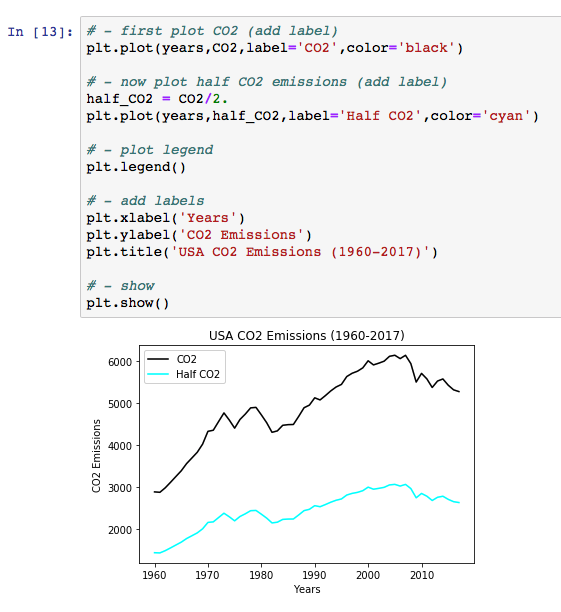 In [13]:
# - first plot CO2 (add label)
plt.plot(years,CO2,label='CO2',color='black')
# - now plot half CO2 emissions (add label)
half_CO2 = CO2/2.
plt.plot(years,half_CO2,label='Half CO2',color='cyan')
# - plot legend
plt.legend()
# - add labels
plt.xlabel('Years')
plt.ylabel('CO2 Emissions')
plt.title('USA CO2 Emissions (1960-2017)')
# - show
plt.show()
USA CO2 Emissions (1960-2017)
CO2
Half CO2
6000
5000
4000
3000
2000
CO2 Emissions
1960 1970 1980 1990 2000 2010
Years